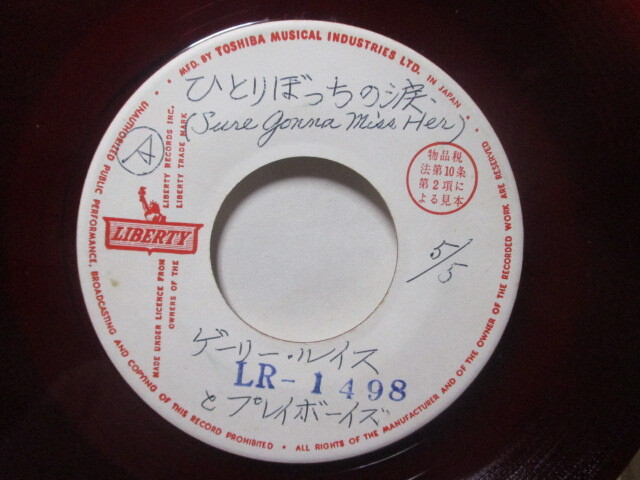 MFD. BY TOSHIBA MUSICAL INDUSTRIES LTD. IN JAPAN •
ひとりぼっちの涙
(Sure Gonna Miss Her)
A
LIBERTY RECORDS INC.
LIBERTY TRADE MARK
LIBERTY
MADE UNDER LICENCE FROM
OWNERS OF THE
物品税
法第10条
第2項に
よる見本
5/5
ゲーリー・ルイス
LR-1498
とプレイボーイズ
UNAUTHORIZED PUBLIC PERFORMANCE, BROADCASTING AND COPYING OF THIS RECORD PROHIBITED • ALL RIGHTS OF THE MANUFACTURER AND OF THE OWNER OF THE RECORDED WORK ARE RESERVED